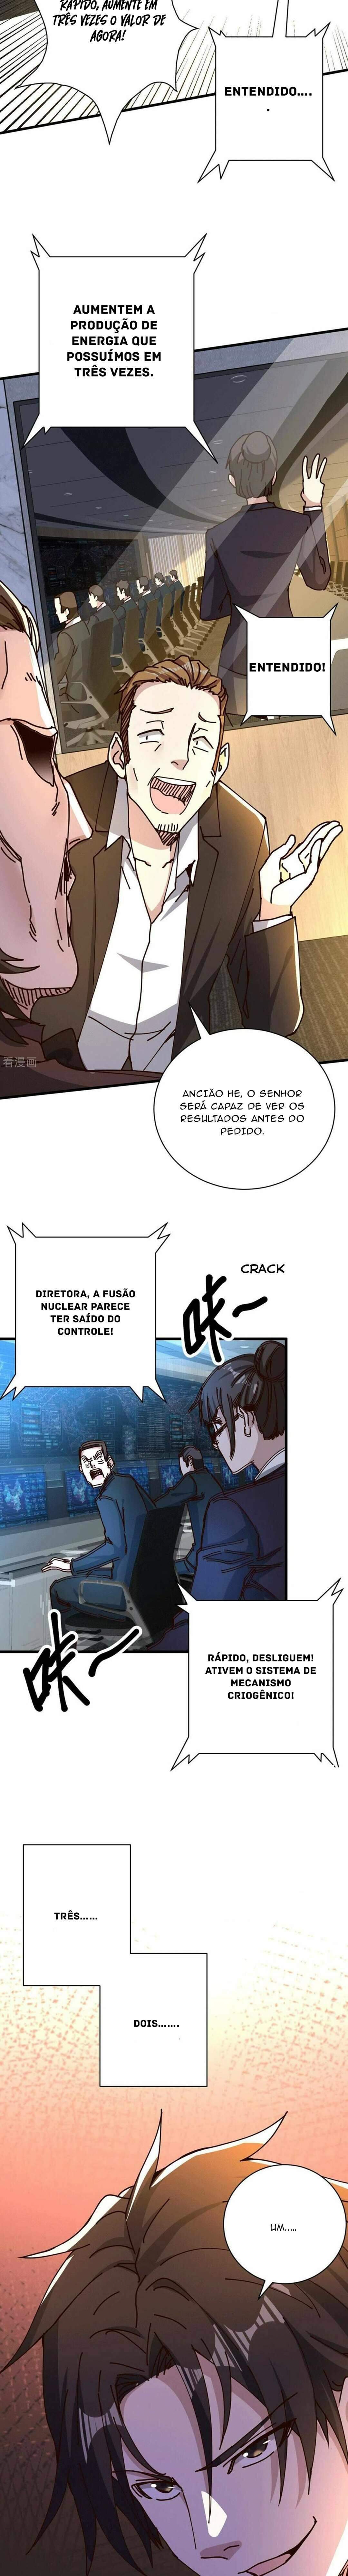 RÁPIDO, AUMENTE EM
TRÊS VEZES O VALOR DE
AGORA!
ENTENDIDO....
.
AUMENTEM A
PRODUÇÃO DE
ENERGIA QUE
POSSUÍMOS EM
TRÊS VEZES.
ENTENDIDO!
看漫画
ANCIÃO HE, O SENHOR
SERÁ CAPAZ DE VER OS
RESULTADOS ANTES DO
PEDIDO.
CRACK
咔~
DIRETORA, A FUSÃO
NUCLEAR PARECE
TER SAÍDO DO
CONTROLE!
咔~
RÁPIDO, DESLIGUEM!
ATIVEM O SISTEMA DE
MECANISMO
CRIOGÊNICO!
TRÊS......
DOIS.......
UM.....